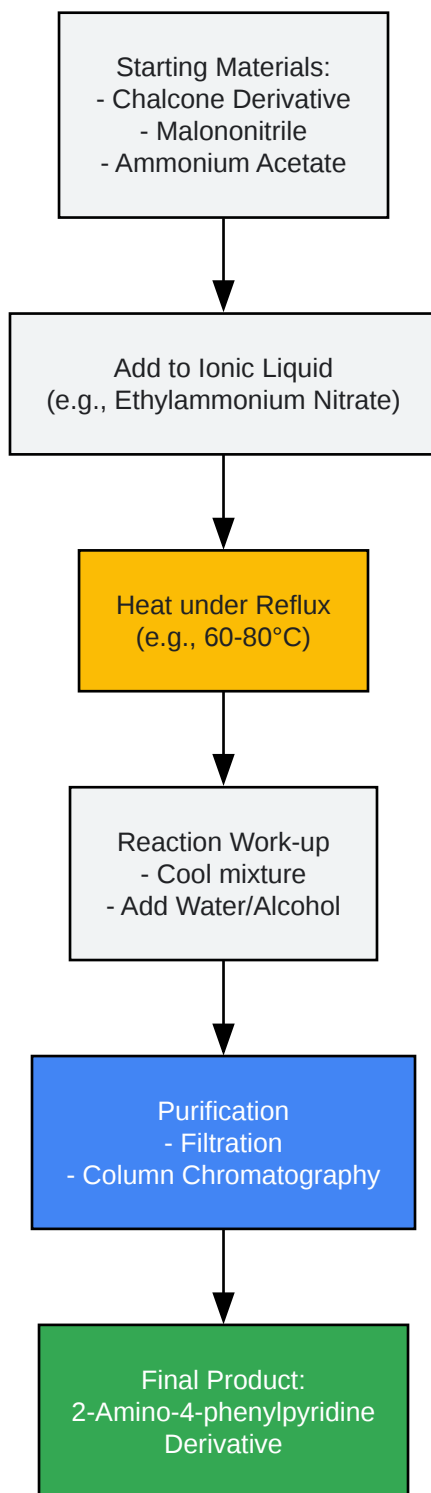 Starting Materials:
- Chalcone Derivative
- Malononitrile
- Ammonium Acetate
Add to Ionic Liquid
(e.g., Ethylammonium Nitrate)
Heat under Reflux
(e.g., 60-80°C)
Reaction Work-up
- Cool mixture
- Add Water/Alcohol
Purification
- Filtration
- Column Chromatography
Final Product:
2-Amino-4-phenylpyridine
Derivative